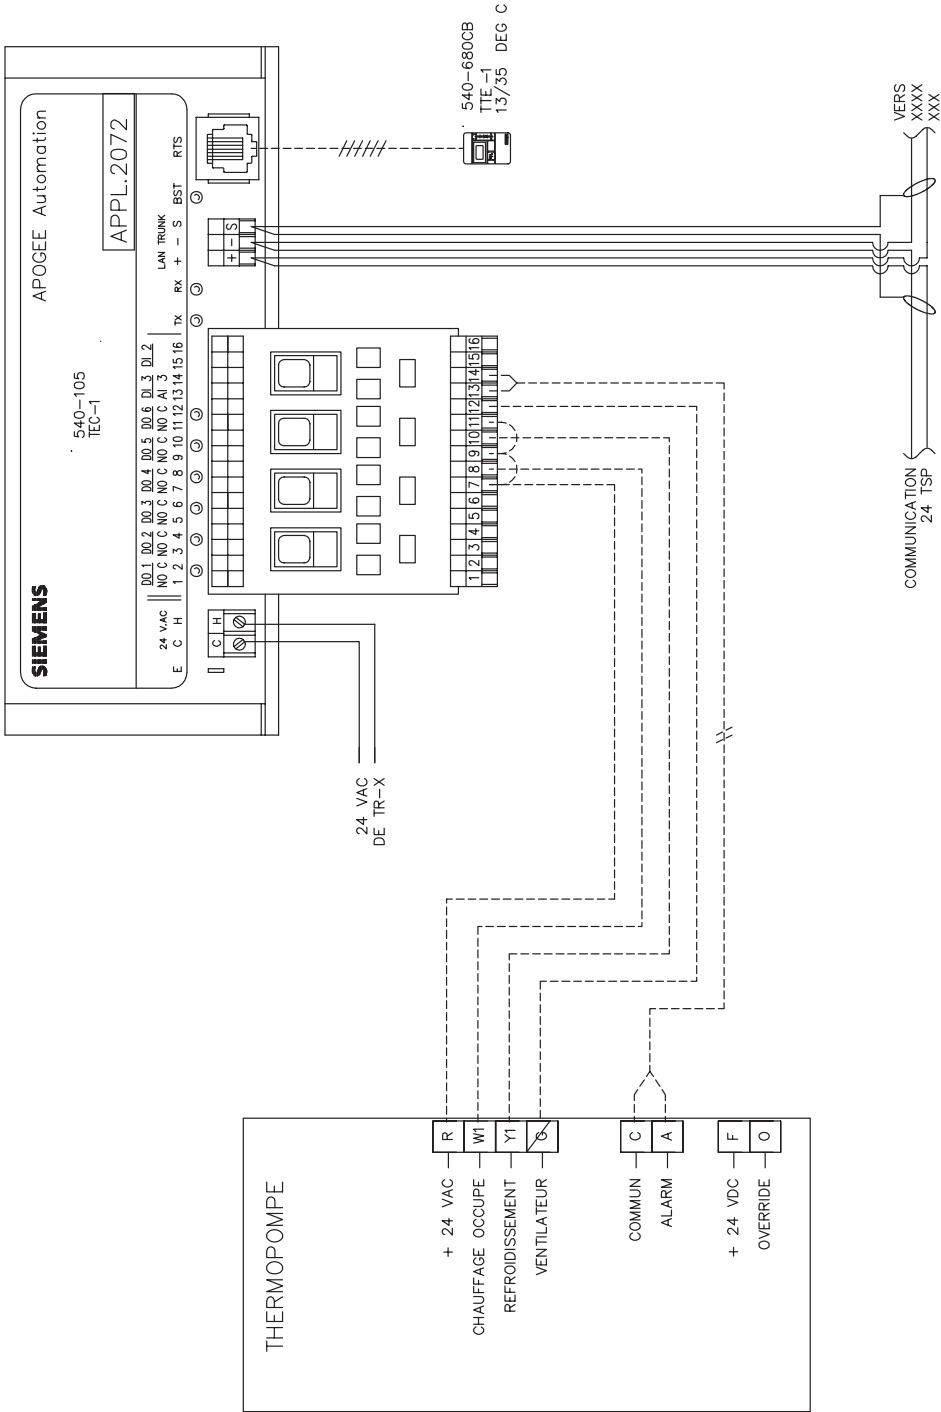 SIEMENS
APOGEE Automation
540-105
TEC-1
APPL.2072
DO 1 DO 2 DO 3 DO 4 DO 5 DO 6 DI 3 DI 2
24 V.AC NO C NO C NO C NO C NO C NO C AI 3
LAN TRUNK
E C H 1 2 3 4 5 6 7 8 9 10 11 12 13 14 15 16 TX RX + - S BST RTS
C H
+ - S
1 2 3 4 5 6 7 8 9 10 11 12 13 14 15 16
540-680CB
TTE-1
13/35 DEG C
24 VAC
DE TR-X
COMMUNICATION
24 TSP
VERS
XXXX
XXX
THERMOPOMPE
+ 24 VAC R
CHAUFFAGE OCCUPE W1
REFROIDISSEMENT Y1
VENTILATEUR G
COMMUN C
ALARM A
+ 24 VDC F
OVERRIDE O